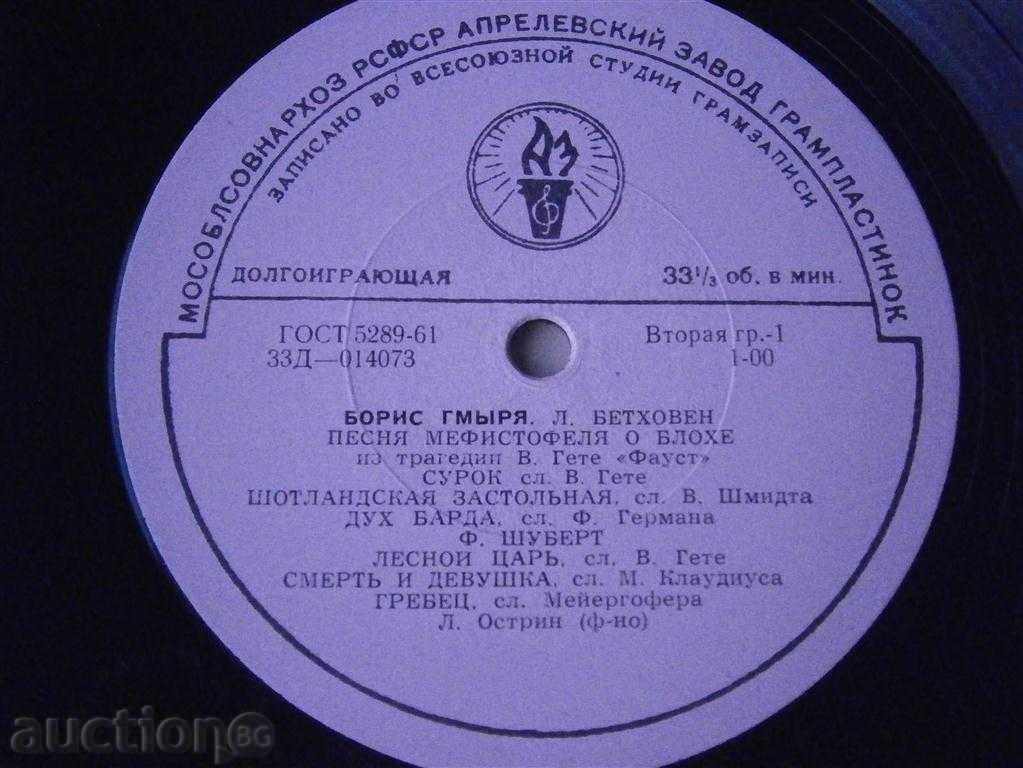 МОСОБЛСОВНАРХОЗ РСФСР АПРЕЛЕВСКИЙ ЗАВОД ГРАМПЛАСТИНОК
ЗАПИСАНО ВО ВСЕСОЮЗНОЙ СТУДИИ ГРАМЗАПИСИ
АЗ
ДОЛГОИГРАЮЩАЯ 33⅓ об. в мин.
ГОСТ 5289-61 Вторая гр.-1
33Д—014073 1-00
БОРИС ГМЫРЯ. Л. БЕТХОВЕН
ПЕСНЯ МЕФИСТОФЕЛЯ О БЛОХЕ
из трагедии В. Гете «Фауст»
СУРОК сл. В. Гете
ШОТЛАНДСКАЯ ЗАСТОЛЬНАЯ, сл. В. Шмидта
ДУХ БАРДА, сл. Ф. Германа
Ф. ШУБЕРТ
ЛЕСНОЙ ЦАРЬ, сл. В. Гете
СМЕРТЬ И ДЕВУШКА, сл. М. Клаудиуса
ГРЕБЕЦ, сл. Мейергофера
Л. Острин (ф-но)
auction BG